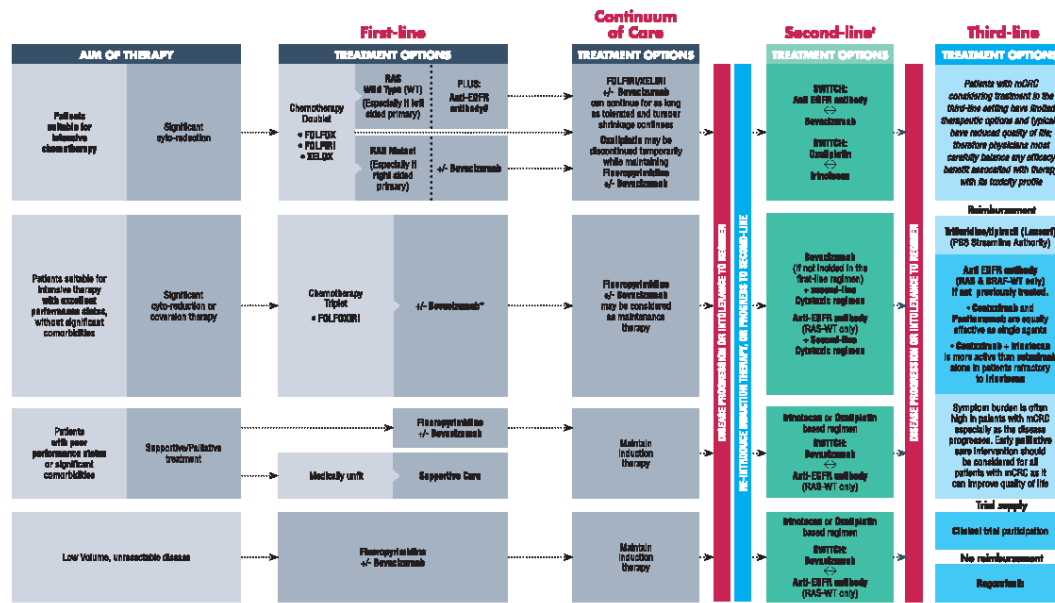 First-line
Continuum
of Care
Second-line†
Third-line
AIM OF THERAPY
TREATMENT OPTIONS
TREATMENT OPTIONS
TREATMENT OPTIONS
TREATMENT OPTIONS
Patients
suitable for
intensive
chemotherapy
Significant
cyto-reduction
Chemotherapy
Doublet
• FOLFOX
• FOLFIRI
• XELOX
RAS
Wild Type (WT)
(Especially if left
sided primary)
PLUS:
Anti-EGFR
antibody#
RAS Mutant
(Especially if
right sided
primary)
+/- Bevacizumab
FOLFIRI/XELIRI
+/- Bevacizumab
can continue for as long
as tolerated and tumour
shrinkage continues
Oxaliplatin may be
discontinued temporarily
while maintaining
Fluoropyrimidine
+/- Bevacizumab
SWITCH:
Anti EGFR antibody
Bevacizumab
SWITCH:
Oxaliplatin
Irinotecan
Patients with mCRC
considering treatment in the
third-line setting have limited
therapeutic options and typically
have reduced quality of life;
therefore physicians must
carefully balance any efficacy
benefit associated with therapy
with its toxicity profile
Reimbursement
Trifluridine/tipiracil (Lonsurf)
(PBS Streamline Authority)
Patients suitable for
intensive therapy
with excellent
performance status,
without significant
comorbidities
Significant
cyto-reduction or
coversion therapy
Chemotherapy
Triplet
• FOLFOXIRI
+/- Bevacizumab*
Fluoropyrimidine
+/- Bevacizumab
may be considered
as maintenance
therapy
Bevacizumab
(if not inclded in the
first-line regimen)
+ second-line
Cytotoxic regimen
Anti-EGFR antibody
(RAS-WT only)
+ Second-line
Cytotoxic regimen
Anti EGFR antibody
(RAS & BRAF-WT only)
if not previously treated.
• Cetuximab and
Panitumumab are equally
effective as single agents
• Cetuximab + Irinotecan
is more active than cetuximab
alone in patients refractory
to Irinotecan
DISEASE PROGRESSION OR INTOLERANCE TO REGIMEN
RE-INTRODUCE INDUCTION THERAPY, OR PROGRESS TO SECOND-LINE
DISEASE PROGRESSION OR INTOLERANCE TO REGIMEN
Patients
with poor
performance status
or significant
comorbidities
Supportive/Palliative
treatment
Fluoropyrimidine
+/- Bevacizumab
Medically unfit
Supportive Care
Maintain
induction
therapy
Irinotecan or Oxaliplatin
based regimen
SWITCH:
Bevacizumab
Anti-EGFR antibody
(RAS-WT only)
Symptom burden is often
high in patents with mCRC
especially as the disease
progresses. Early palliative
care intervention should
be considered for all
patients with mCRC as it
can improve quality of life
Trial supply
Clinical trial participation
No reimbursement
Regorafenib
Low Volume, unresectable disease
Fluoropyrimidine
+/- Bevacizumab
Maintain
induction
therapy
Irinotecan or Oxaliplatin
based regimen
SWITCH:
Bevacizumab
Anti-EGFR antibody
(RAS-WT only)